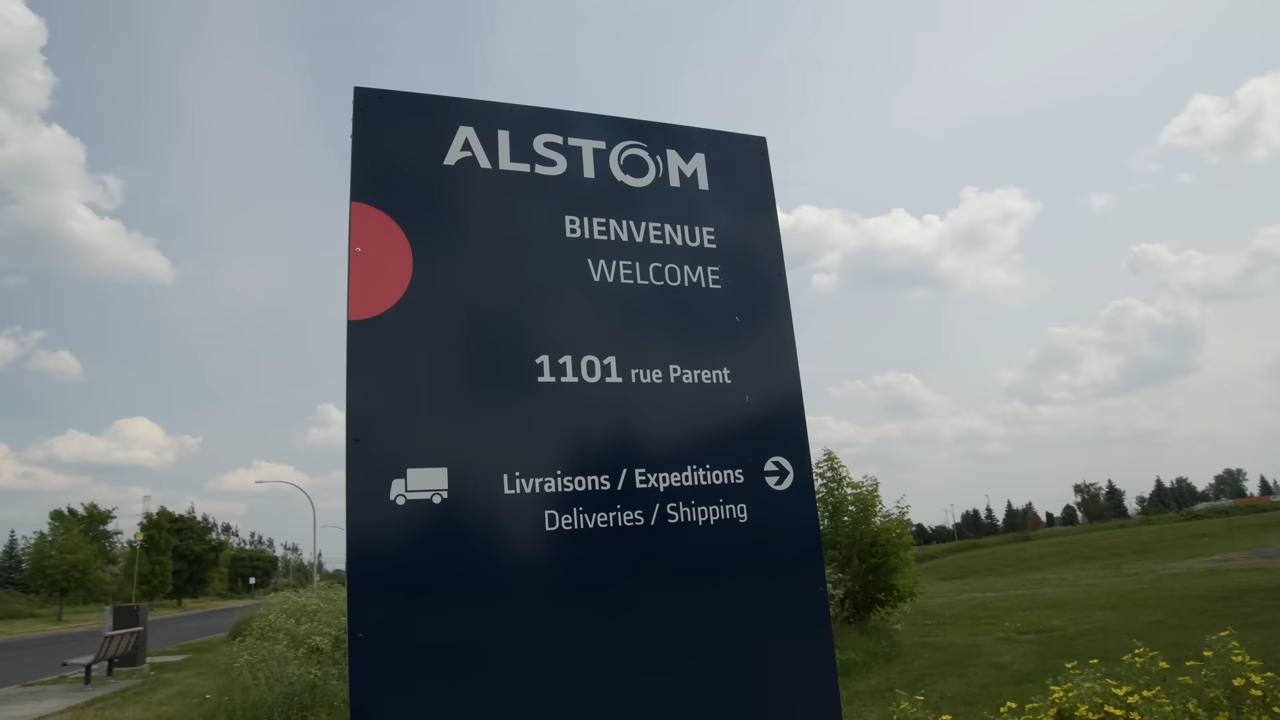 ALSTOM
BIENVENUE
WELCOME
1101 rue Parent
Livraisons / Expeditions
Deliveries / Shipping